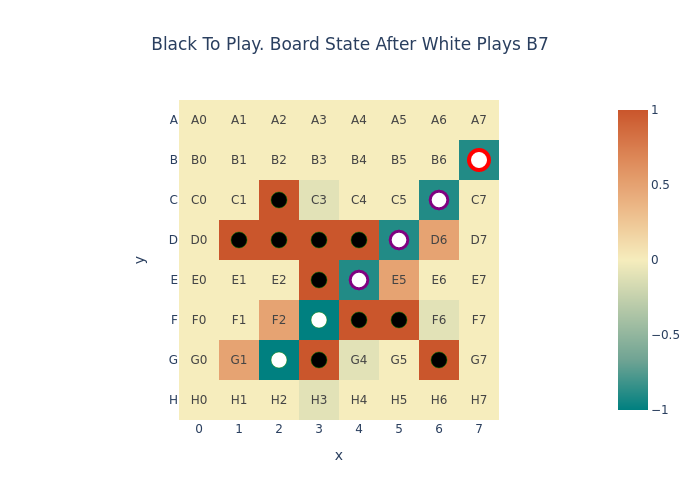 Black To Play. Board State After White Plays B7
A A0 A1 A2 A3 A4 A5 A6 A7
B B0 B1 B2 B3 B4 B5 B6
C C0 C1 C3 C4 C5 C7
D D0 D6 D7
E E0 E1 E2 E5 E6 E7
F F0 F1 F2 F6 F7
G G0 G1 G4 G5 G7
H H0 H1 H2 H3 H4 H5 H6 H7
0 1 2 3 4 5 6 7
x
y
1
0.5
0
−0.5
−1